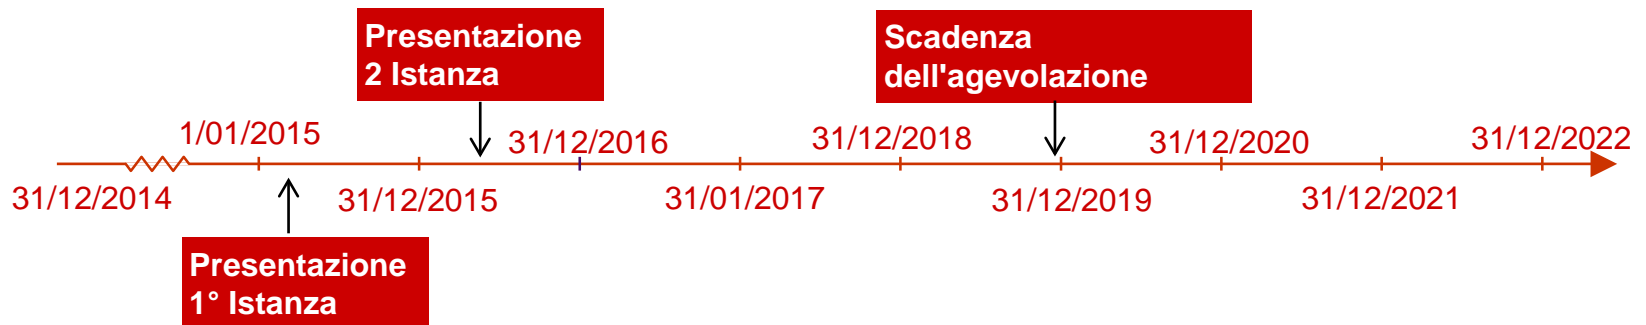 Presentazione
2 Istanza
Scadenza
dell'agevolazione
1/01/2015
31/12/2016
31/12/2018
31/12/2020
31/12/2022
31/12/2014
31/12/2015
31/01/2017
31/12/2019
31/12/2021
Presentazione
1° Istanza